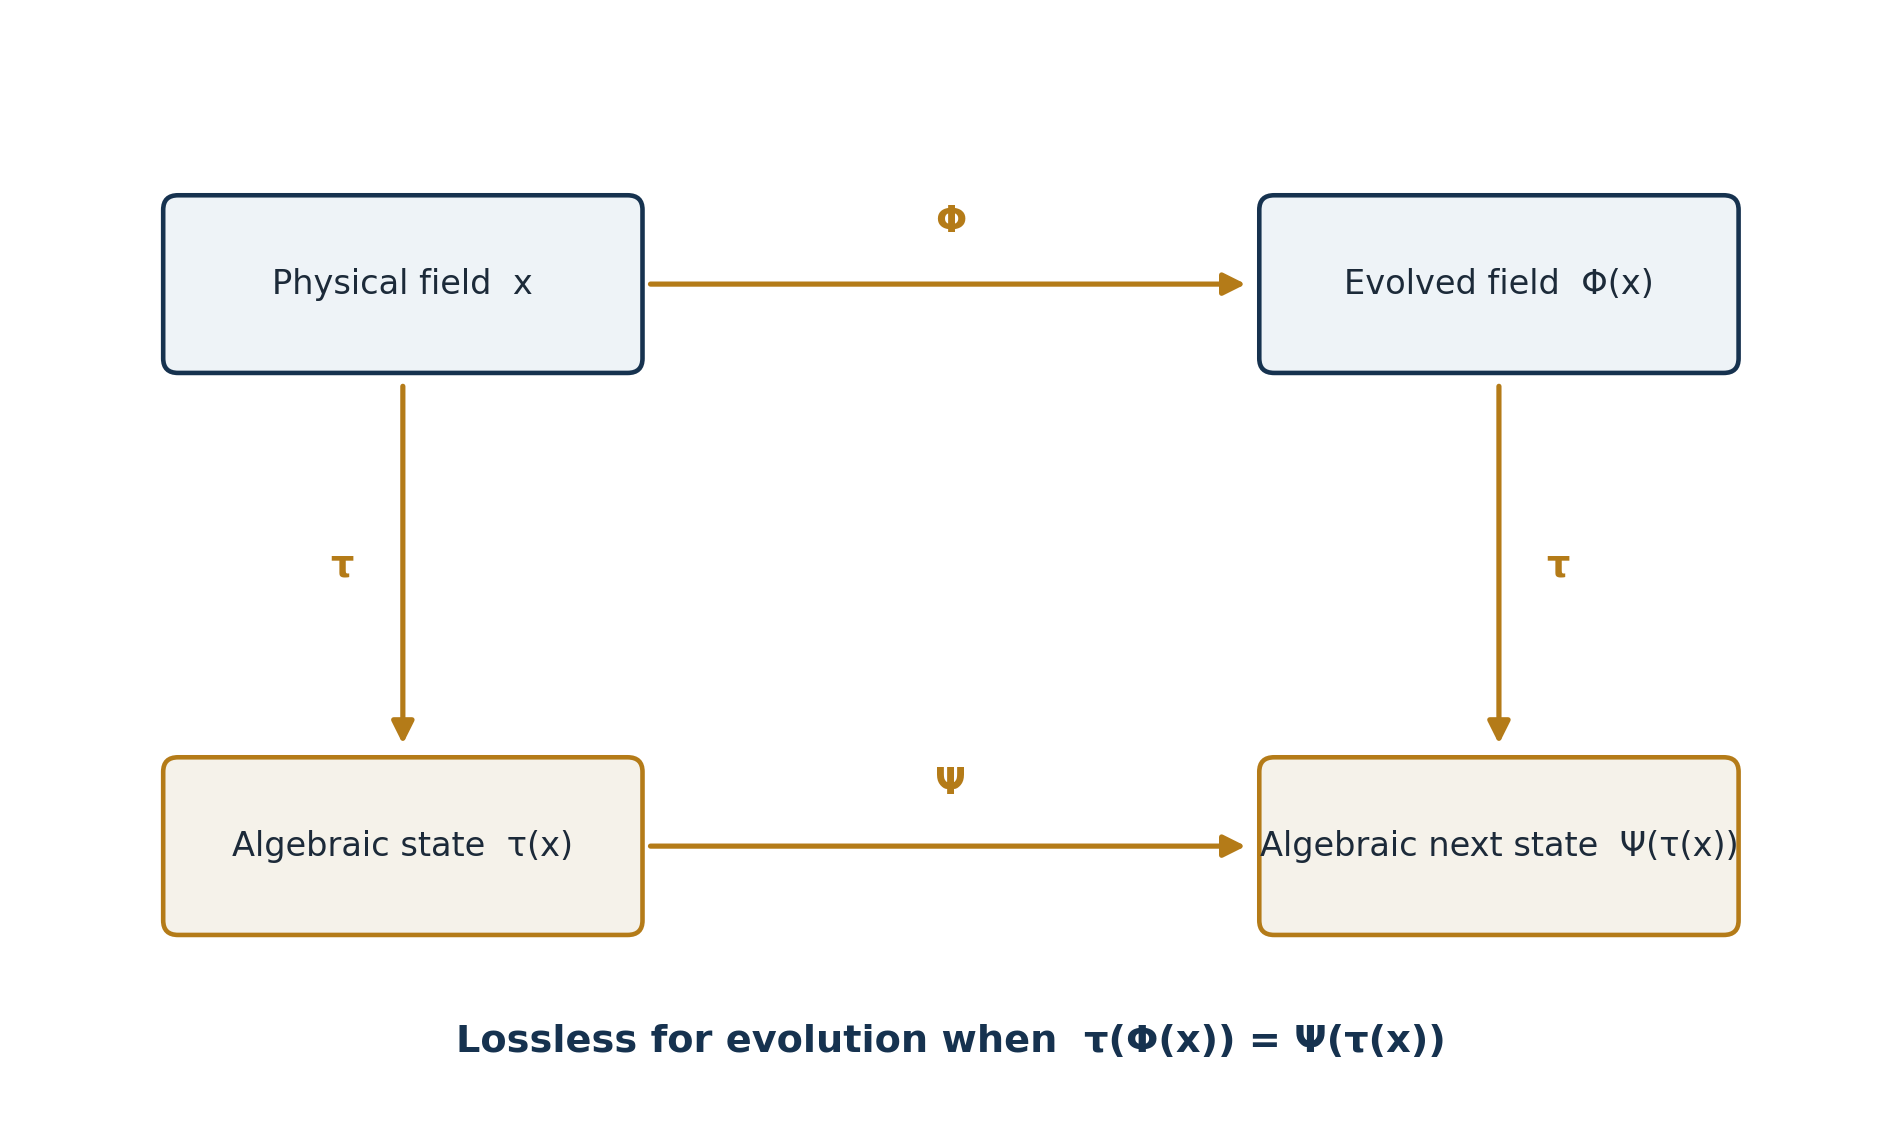 Φ
Physical field  x
Evolved field  Φ(x)
τ
τ
Ψ
Algebraic state  τ(x)
Algebraic next state  Ψ(τ(x))
Lossless for evolution when  τ(Φ(x)) = Ψ(τ(x))